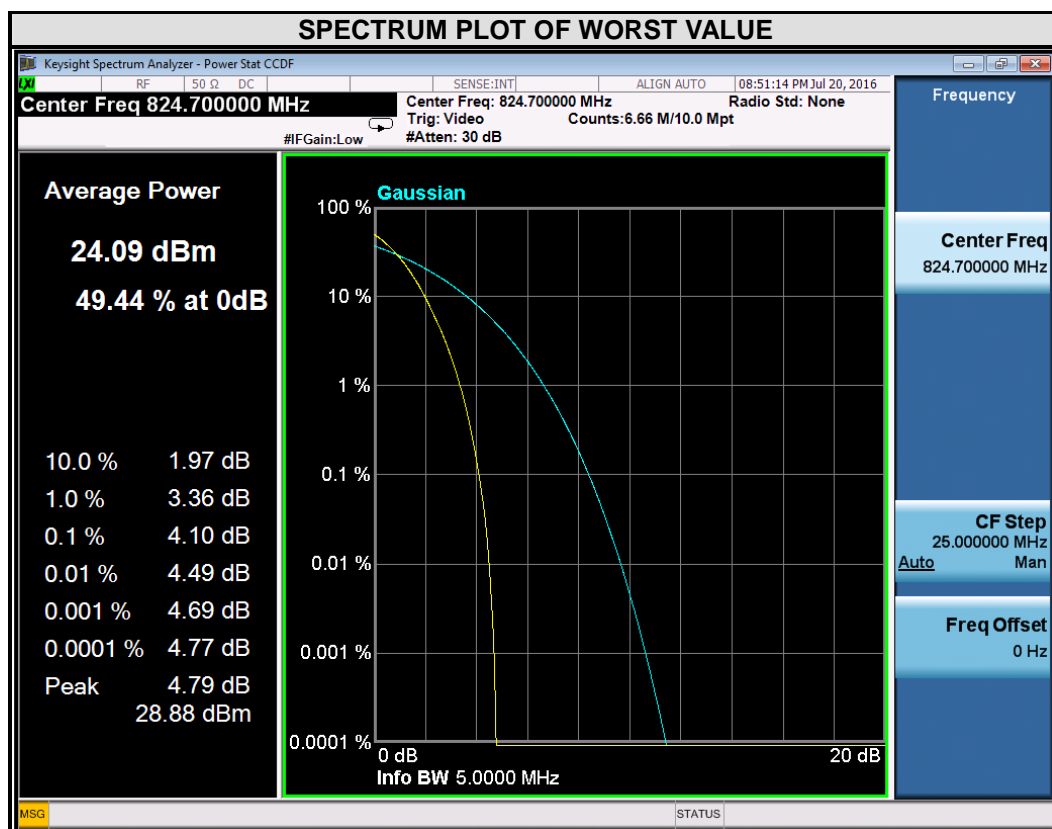 SPECTRUM PLOT OF WORST VALUE
Keysight Spectrum Analyzer - Power Stat CCDF
LXI RF 50 Ω DC SENSE:INT ALIGN AUTO 08:51:14 PM Jul 20, 2016
Center Freq 824.700000 MHz
Center Freq: 824.700000 MHz Radio Std: None
Trig: Video Counts:6.66 M/10.0 Mpt
#IFGain:Low #Atten: 30 dB
Average Power
24.09 dBm
49.44 % at 0dB
10.0 % 1.97 dB
1.0 % 3.36 dB
0.1 % 4.10 dB
0.01 % 4.49 dB
0.001 % 4.69 dB
0.0001 % 4.77 dB
Peak 4.79 dB
28.88 dBm
Gaussian
100 %
10 %
1 %
0.1 %
0.01 %
0.001 %
0.0001 %
0 dB 20 dB
Info BW 5.0000 MHz
Frequency
Center Freq
824.700000 MHz
CF Step
25.000000 MHz
Auto Man
Freq Offset
0 Hz
MSG STATUS